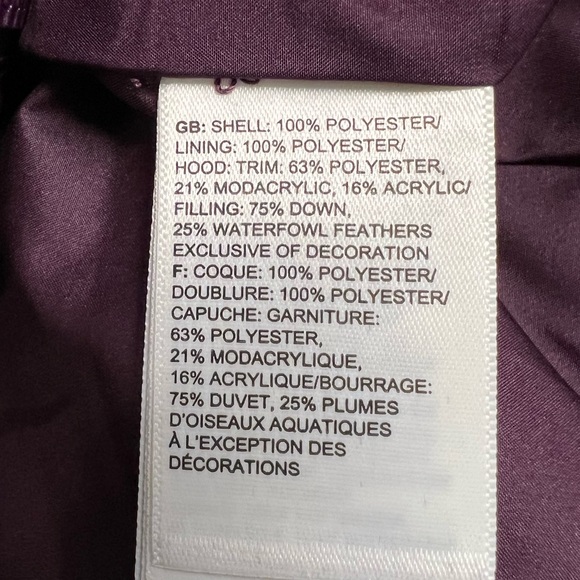 GB: SHELL: 100% POLYESTER/
LINING: 100% POLYESTER/
HOOD: TRIM: 63% POLYESTER,
21% MODACRYLIC, 16% ACRYLIC/
FILLING: 75% DOWN,
25% WATERFOWL FEATHERS
EXCLUSIVE OF DECORATION
F: COQUE: 100% POLYESTER/
DOUBLURE: 100% POLYESTER/
CAPUCHE: GARNITURE:
63% POLYESTER,
21% MODACRYLIQUE,
16% ACRYLIQUE/BOURRAGE:
75% DUVET, 25% PLUMES
D'OISEAUX AQUATIQUES
À L'EXCEPTION DES
DÉCORATIONS